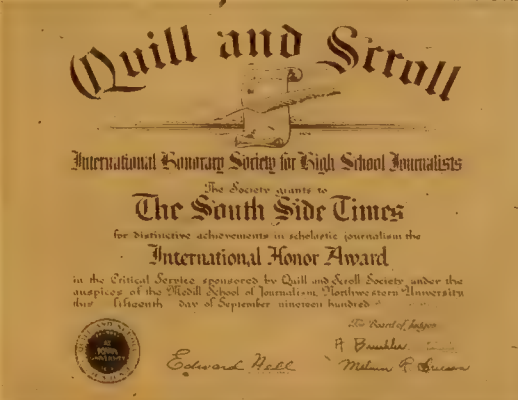 Quill and Scroll
International Honorary Society for High School Journalists
The Society grants to
The South Side Times
for distinctive achievements in scholastic journalism the
International Honor Award
in the Critical Service sponsored by Quill and Scroll Society under the
auspices of the Medill School of Journalism, Northwestern University
this fifteenth day of September nineteen hundred
The Board of Judges
Edward Nell